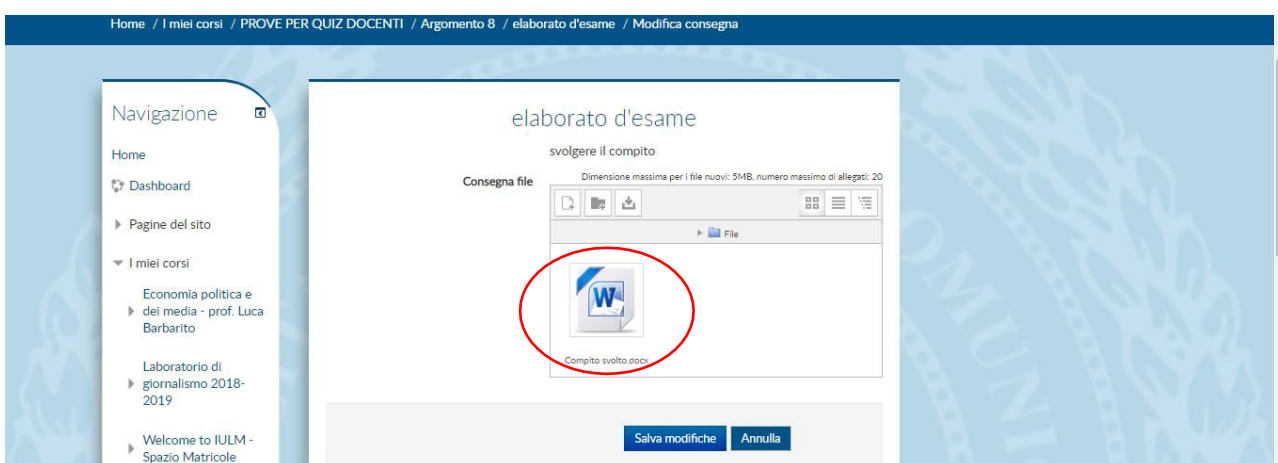 Home / I miei corsi / PROVE PER QUIZ DOCENTI / Argomento 8 / elaborato d'esame / Modifica consegna
Navigazione
Home
Dashboard
Pagine del sito
I miei corsi
Economia politica e
dei media - prof. Luca
Barbarito
Laboratorio di
giornalismo 2018-
2019
Welcome to IULM -
Spazio Matricole
elaborato d'esame
svolgere il compito
Consegna file
Dimensione massima per i file nuovi: 5MB, numero massimo di allegati: 20
File
W
Compito svolto.docx
Salva modifiche Annulla